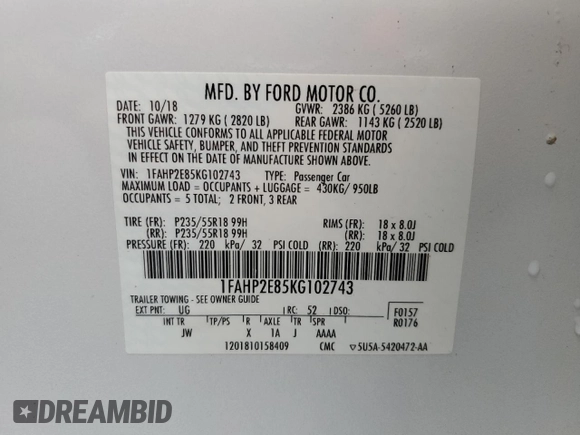 MFD. BY FORD MOTOR CO.
DATE: 10/18 GVWR: 2386 KG ( 5260 LB)
FRONT GAWR: 1279 KG ( 2820 LB) REAR GAWR: 1143 KG ( 2520 LB)
THIS VEHICLE CONFORMS TO ALL APPLICABLE FEDERAL MOTOR
VEHICLE SAFETY, BUMPER, AND THEFT PREVENTION STANDARDS
IN EFFECT ON THE DATE OF MANUFACTURE SHOWN ABOVE.
VIN: 1FAHP2E85KG102743 TYPE: Passenger Car
MAXIMUM LOAD = OCCUPANTS + LUGGAGE = 430KG/ 950LB
OCCUPANTS = 5 TOTAL; 2 FRONT, 3 REAR
TIRE (FR): P235/55R18 99H RIMS (FR): 18 x 8.0J
(RR): P235/55R18 99H (RR): 18 x 8.0J
PRESSURE (FR): 220 kPa/ 32 PSI COLD (RR): 220 kPa/ 32 PSI COLD
1FAHP2E85KG102743
TRAILER TOWING - SEE OWNER GUIDE
EXT PNT: UG RC: 52 DSO: F0157
INT TR TP/PS R AXLE TR SPR R0176
JW X 1A J AAAA
1201810158409 CMC ▽5U5A-5420472-AA
DREAMBID